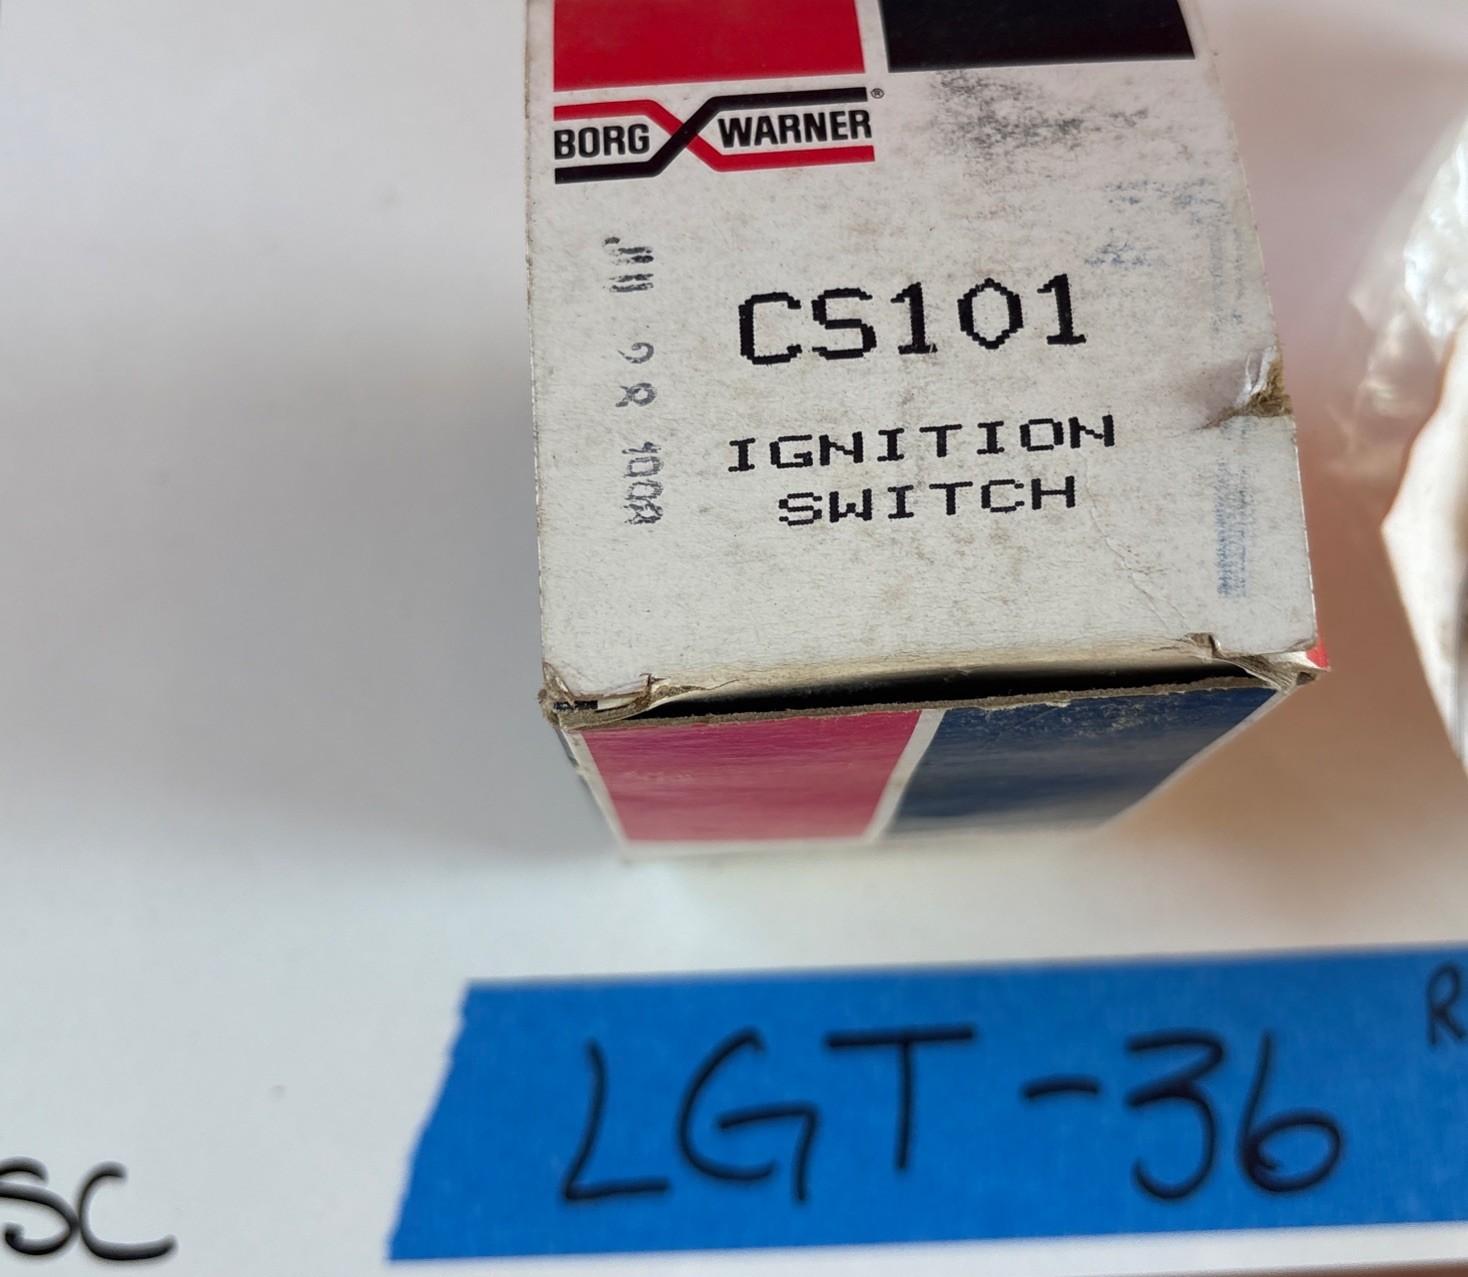 BORG WARNER®
CS101
IGNITION
SWITCH
LGT-36
R
SC